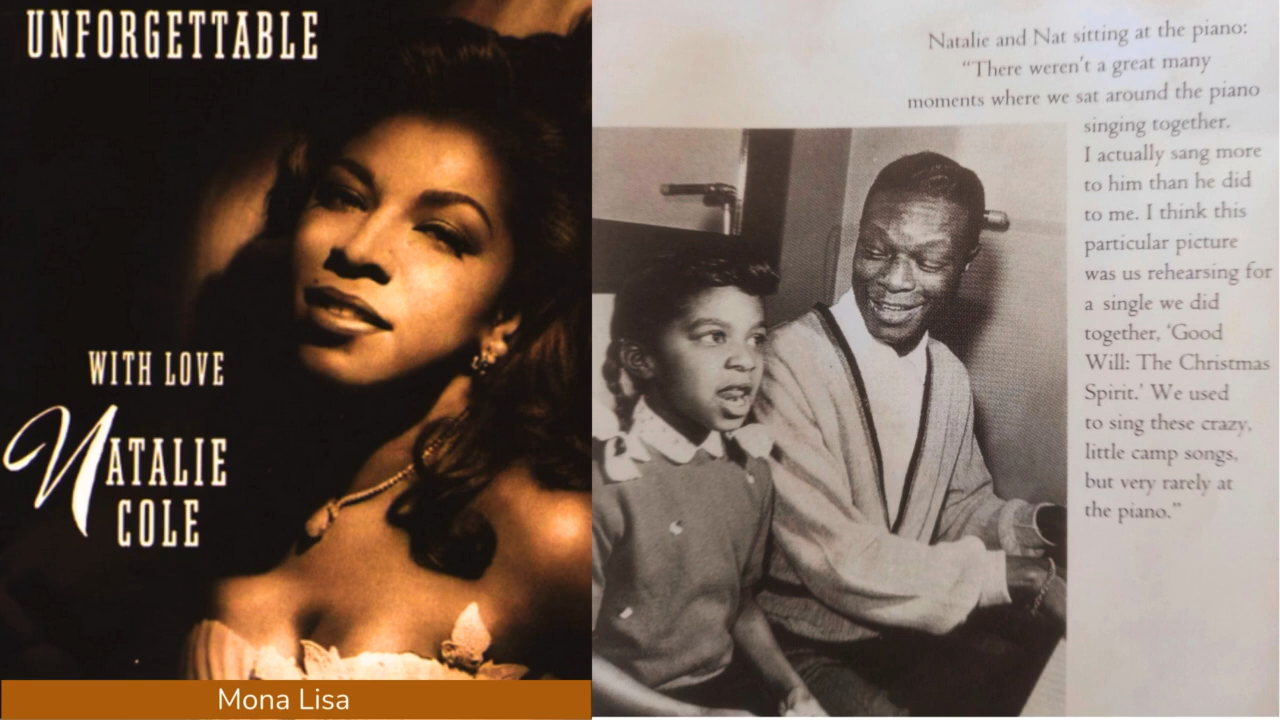 UNFORGETTABLE
WITH LOVE
NATALIE
COLE
Mona Lisa
Natalie and Nat sitting at the piano:
“There weren't a great many
moments where we sat around the piano
singing together.
I actually sang more
to him than he did
to me. I think this
particular picture
was us rehearsing for
a single we did
together, ‘Good
Will: The Christmas
Spirit.’ We used
to sing these crazy,
little camp songs,
but very rarely at
the piano.”